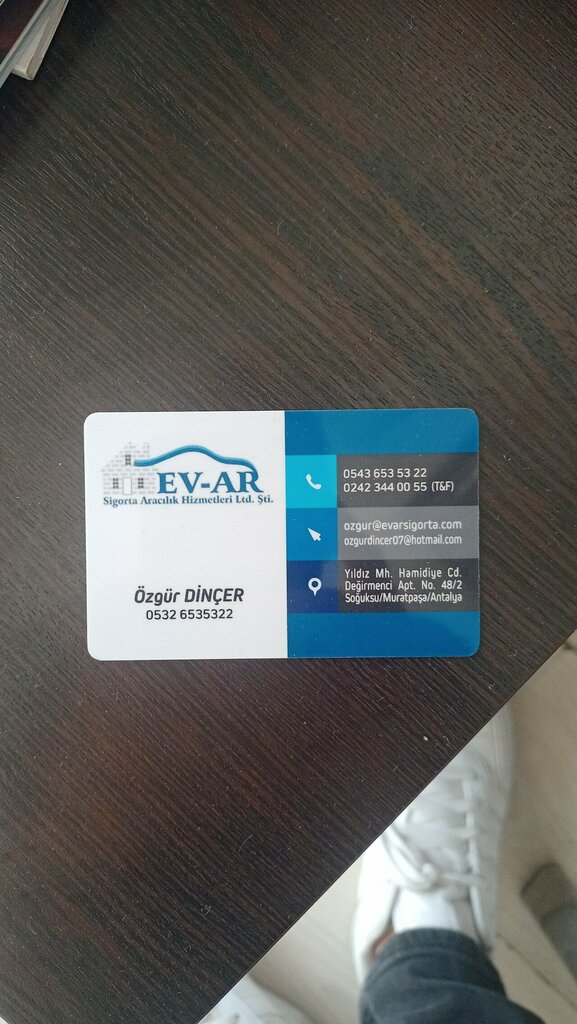 EV-AR
Sigorta Aracılık Hizmetleri Ltd. Şti.
Özgür DİNÇER
0532 6535322
0543 653 53 22
0242 344 00 55 (T&F)
ozgur@evarsigorta.com
ozgurdincer07@hotmail.com
Yıldız Mh. Hamidiye Cd.
Değirmenci Apt. No. 48/2
Soğuksu/Muratpaşa/Antalya